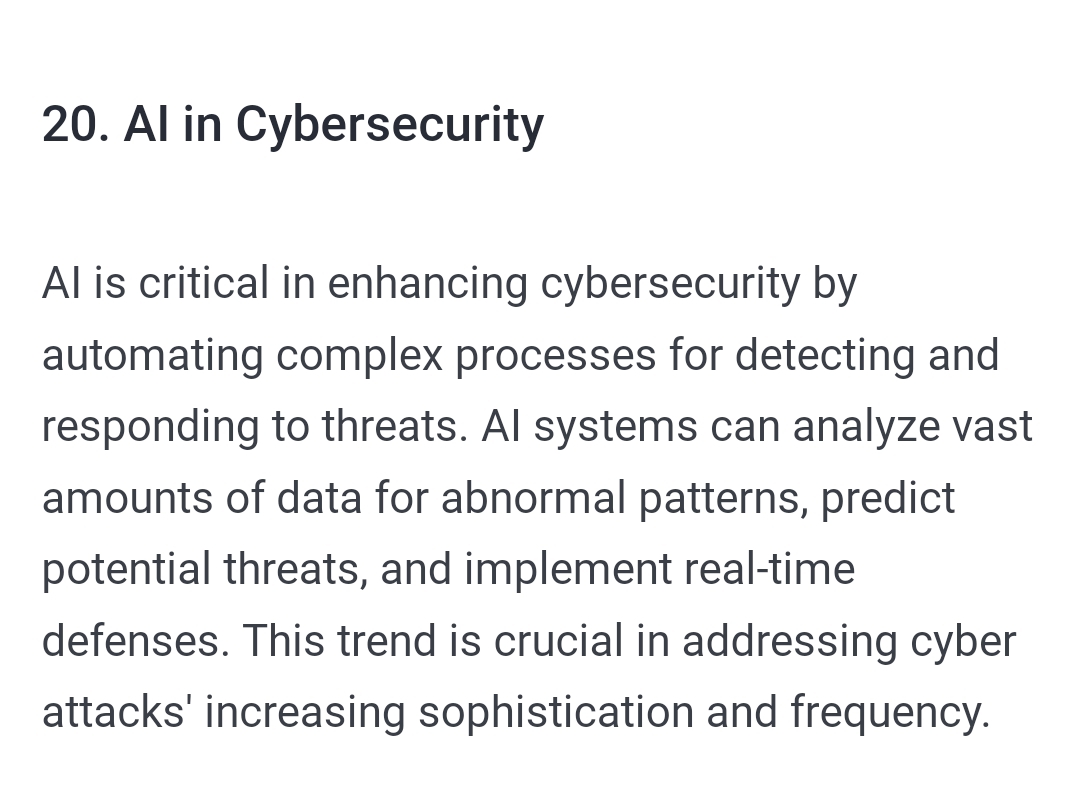 20. AI in Cybersecurity
AI is critical in enhancing cybersecurity by
automating complex processes for detecting and
responding to threats. AI systems can analyze vast
amounts of data for abnormal patterns, predict
potential threats, and implement real-time
defenses. This trend is crucial in addressing cyber
attacks' increasing sophistication and frequency.